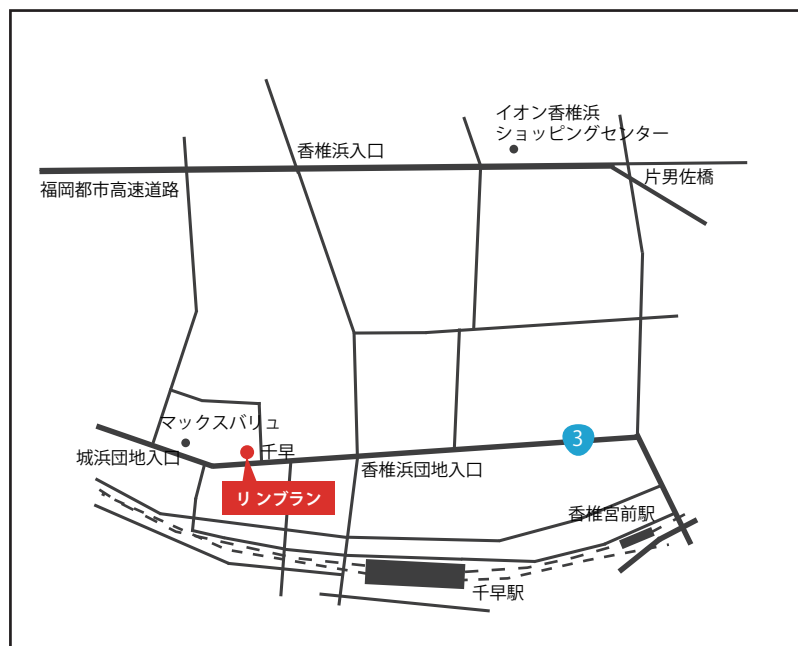 イオン香椎浜
ショッピングセンター
香椎浜入口
片男佐橋
福岡都市高速道路
マックスバリュ
3
千早
城浜団地入口
香椎浜団地入口
リンブラン
香椎宮前駅
千早駅